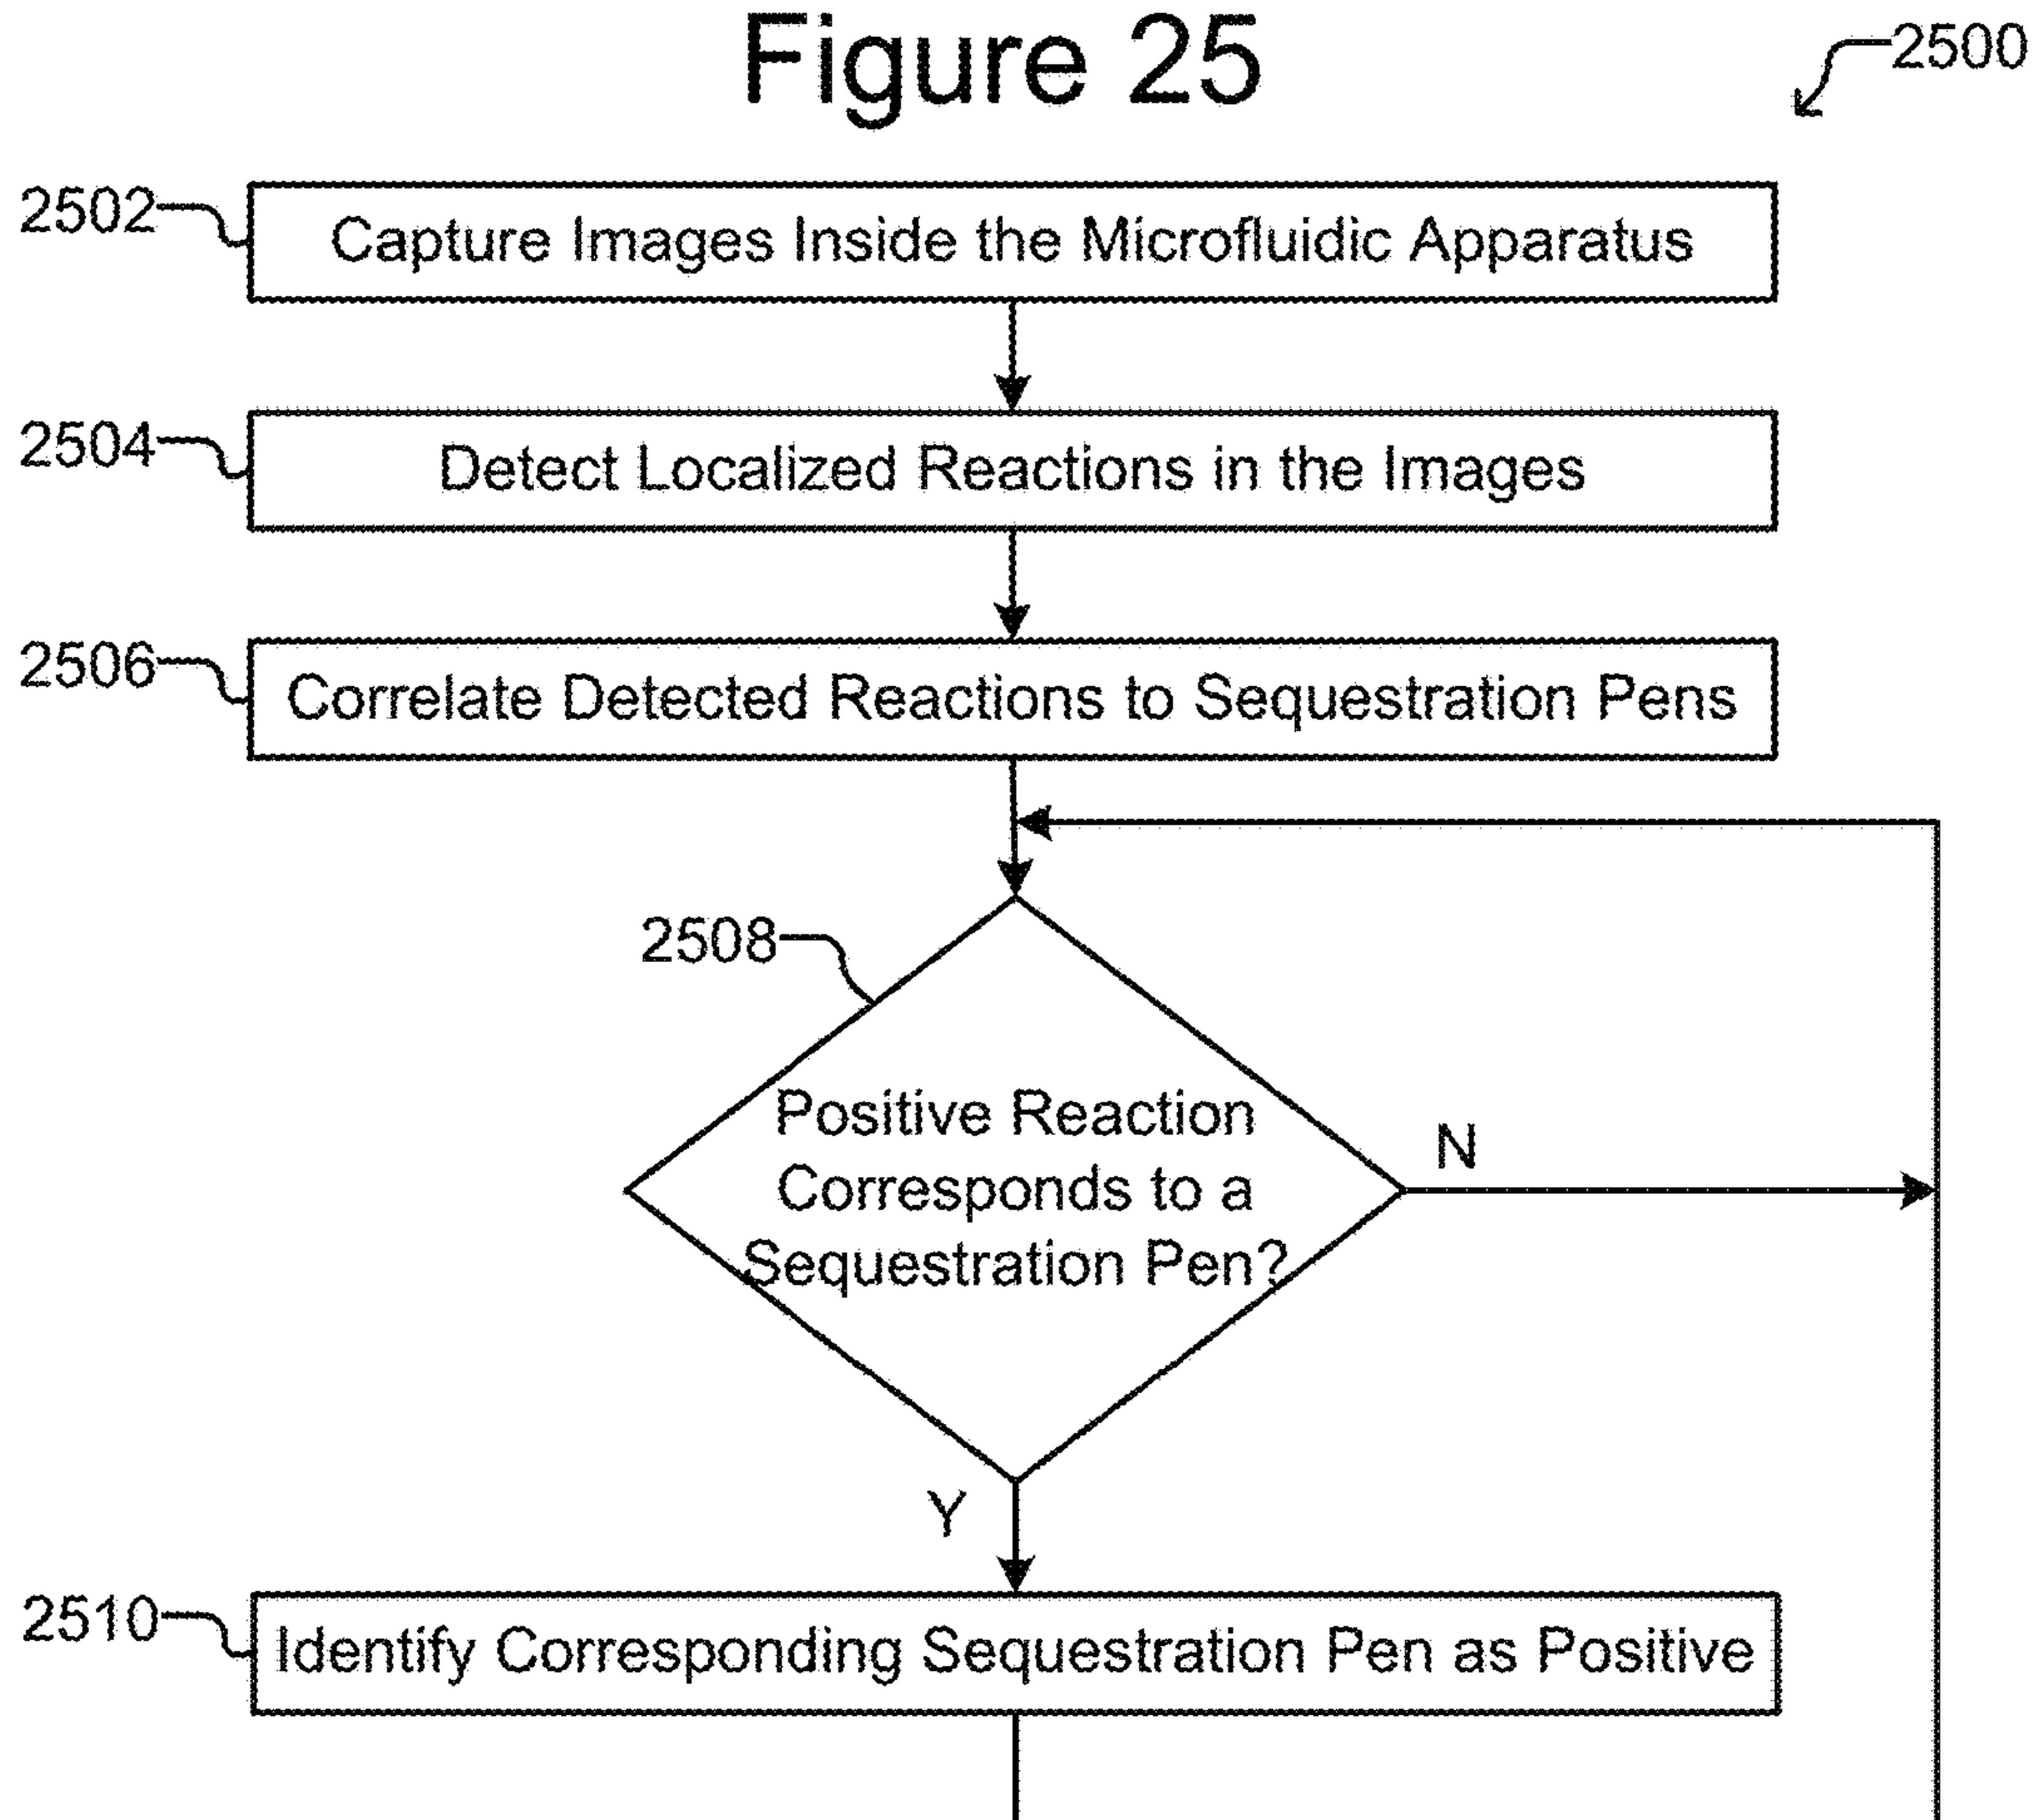 Figure 25
2500
2502
Capture Images Inside the Microfluidic Apparatus
2504
Detect Localized Reactions in the Images
2506
Correlate Detected Reactions to Sequestration Pens
2508
Positive Reaction
Corresponds to a
Sequestration Pen?
N
Y
2510
Identify Corresponding Sequestration Pen as Positive